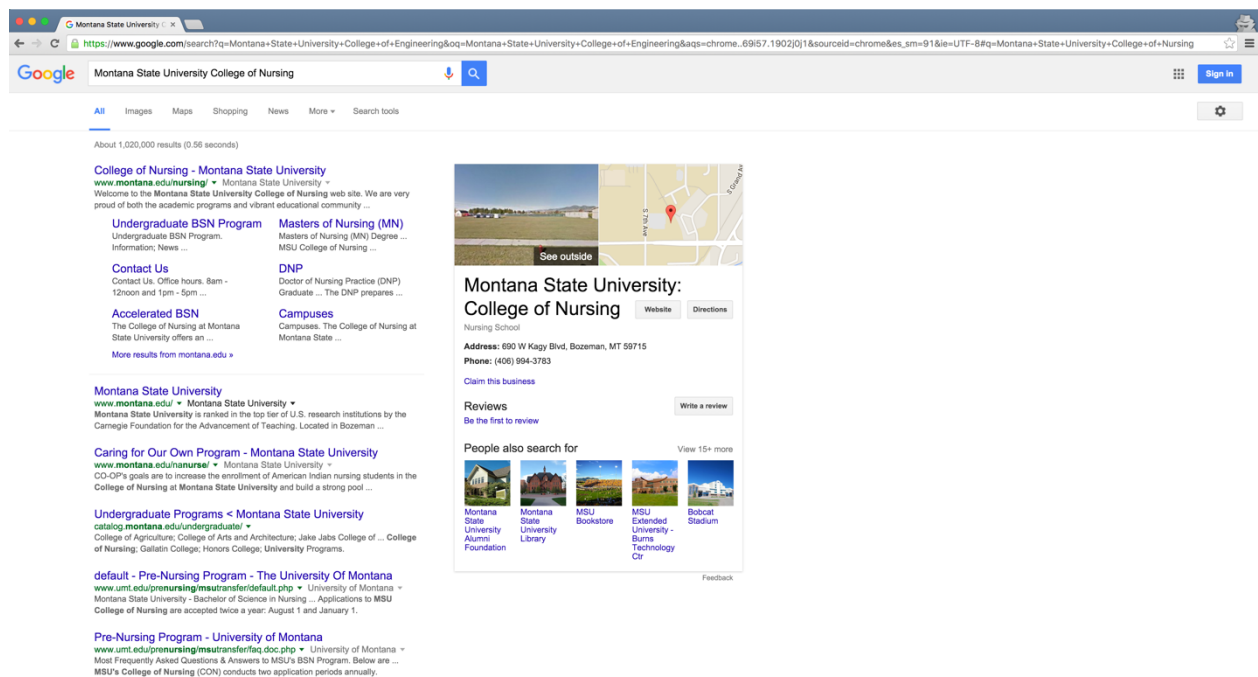 Montana State University C
https://www.google.com/search?q=Montana+State+University+College+of+Engineering&oq=Montana+State+University+College+of+Engineering&aqs=chrome..69i57.1902j0j1&sourceid=chrome&es_sm=91&ie=UTF-8#q=Montana+State+University+College+of+Nursing
Google
Montana State University College of Nursing
Sign in
All Images Maps Shopping News More Search tools
About 1,020,000 results (0.56 seconds)
College of Nursing - Montana State University
www.montana.edu/nursing/ Montana State University
Welcome to the Montana State University College of Nursing web site. We are very
proud of both the academic programs and vibrant educational community ...
Undergraduate BSN Program
Undergraduate BSN Program.
Information; News ...
Masters of Nursing (MN)
Masters of Nursing (MN) Degree ...
MSU College of Nursing ...
Contact Us
Contact Us. Office hours. 8am -
12noon and 1pm - 5pm ...
DNP
Doctor of Nursing Practice (DNP)
Graduate ... The DNP prepares ...
Accelerated BSN
The College of Nursing at Montana
State University offers an ...
Campuses
Campuses. The College of Nursing at
Montana State ...
More results from montana.edu »
Montana State University
www.montana.edu/ Montana State University
Montana State University is ranked in the top tier of U.S. research institutions by the
Carnegie Foundation for the Advancement of Teaching. Located in Bozeman ...
Caring for Our Own Program - Montana State University
www.montana.edu/nanurse/ Montana State University
CO-OP's goals are to increase the enrollment of American Indian nursing students in the
College of Nursing at Montana State University and build a strong pool ...
Undergraduate Programs < Montana State University
catalog.montana.edu/undergraduate/
College of Agriculture; College of Arts and Architecture; Jake Jabs College of ... College
of Nursing; Gallatin College; Honors College; University Programs.
default - Pre-Nursing Program - The University Of Montana
www.umt.edu/prenursing/msutransfer/default.php University of Montana
Montana State University - Bachelor of Science in Nursing ... Applications to MSU
College of Nursing are accepted twice a year: August 1 and January 1.
Pre-Nursing Program - University of Montana
www.umt.edu/prenursing/msutransfer/faq.doc.php University of Montana
Most Frequently Asked Questions & Answers to MSU's BSN Program. Below are ...
MSU's College of Nursing (CON) conducts two application periods annually.
See outside
S 7th Ave
S Grand Av
Montana State University:
College of Nursing
Website Directions
Nursing School
Address: 690 W Kagy Blvd, Bozeman, MT 59715
Phone: (406) 994-3783
Claim this business
Reviews
Write a review
Be the first to review
People also search for
View 15+ more
Montana
State
University
Alumni
Foundation
Montana
State
University
Library
MSU
Bookstore
MSU
Extended
University -
Burns
Technology
Ctr
Bobcat
Stadium
Feedback